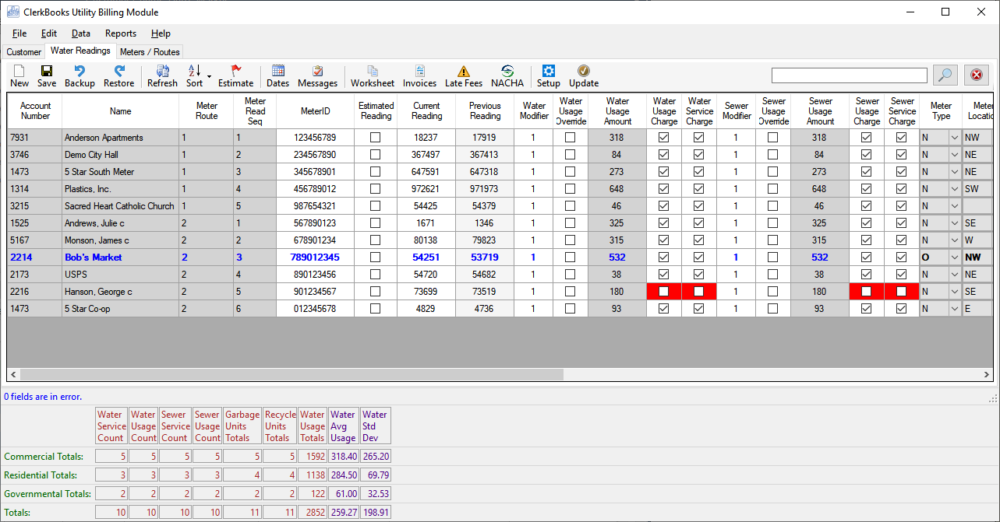 ClerkBooks Utility Billing Module
File Edit Data Reports Help
Customer Water Readings Meters / Routes
New Save Backup Restore Refresh Sort Estimate Dates Messages Worksheet Invoices Late Fees NACHA Setup Update
Account Number Name Meter Route Meter Read Seq MeterID Estimated Reading Current Reading Previous Reading Water Modifier Water Usage Override Water Usage Amount Water Usage Charge Water Service Charge Sewer Modifier Sewer Usage Override Sewer Usage Amount Sewer Usage Charge Sewer Service Charge Meter Type Meter Locatio
7931 Anderson Apartments 1 1 123456789 18237 17919 1 318 1 318 N NW
3746 Demo City Hall 1 2 234567890 367497 367413 1 84 1 84 N NE
1473 5 Star South Meter 1 3 345678901 647591 647318 1 273 1 273 N NE
1314 Plastics, Inc. 1 4 456789012 972621 971973 1 648 1 648 N SW
3215 Sacred Heart Catholic Church 1 5 987654321 54425 54379 1 46 1 46 N
1525 Andrews, Julie c 2 1 567890123 1671 1346 1 325 1 325 N SE
5167 Monson, James c 2 2 678901234 80138 79823 1 315 1 315 N W
2214 Bob's Market 2 3 789012345 54251 53719 1 532 1 532 O NW
2173 USPS 2 4 890123456 54720 54682 1 38 1 38 N NE
2216 Hanson, George c 2 5 901234567 73699 73519 1 180 1 180 N SE
1473 5 Star Co-op 2 6 012345678 4829 4736 1 93 1 93 N E
0 fields are in error.
Water Service Count Water Usage Count Sewer Service Count Sewer Usage Count Garbage Units Totals Recycle Units Totals Water Usage Totals Water Avg Usage Water Std Dev
Commercial Totals: 5 5 5 5 5 5 1592 318.40 265.20
Residential Totals: 3 3 3 3 4 4 1138 284.50 69.79
Governmental Totals: 2 2 2 2 2 2 122 61.00 32.53
Totals: 10 10 10 10 11 11 2852 259.27 198.91